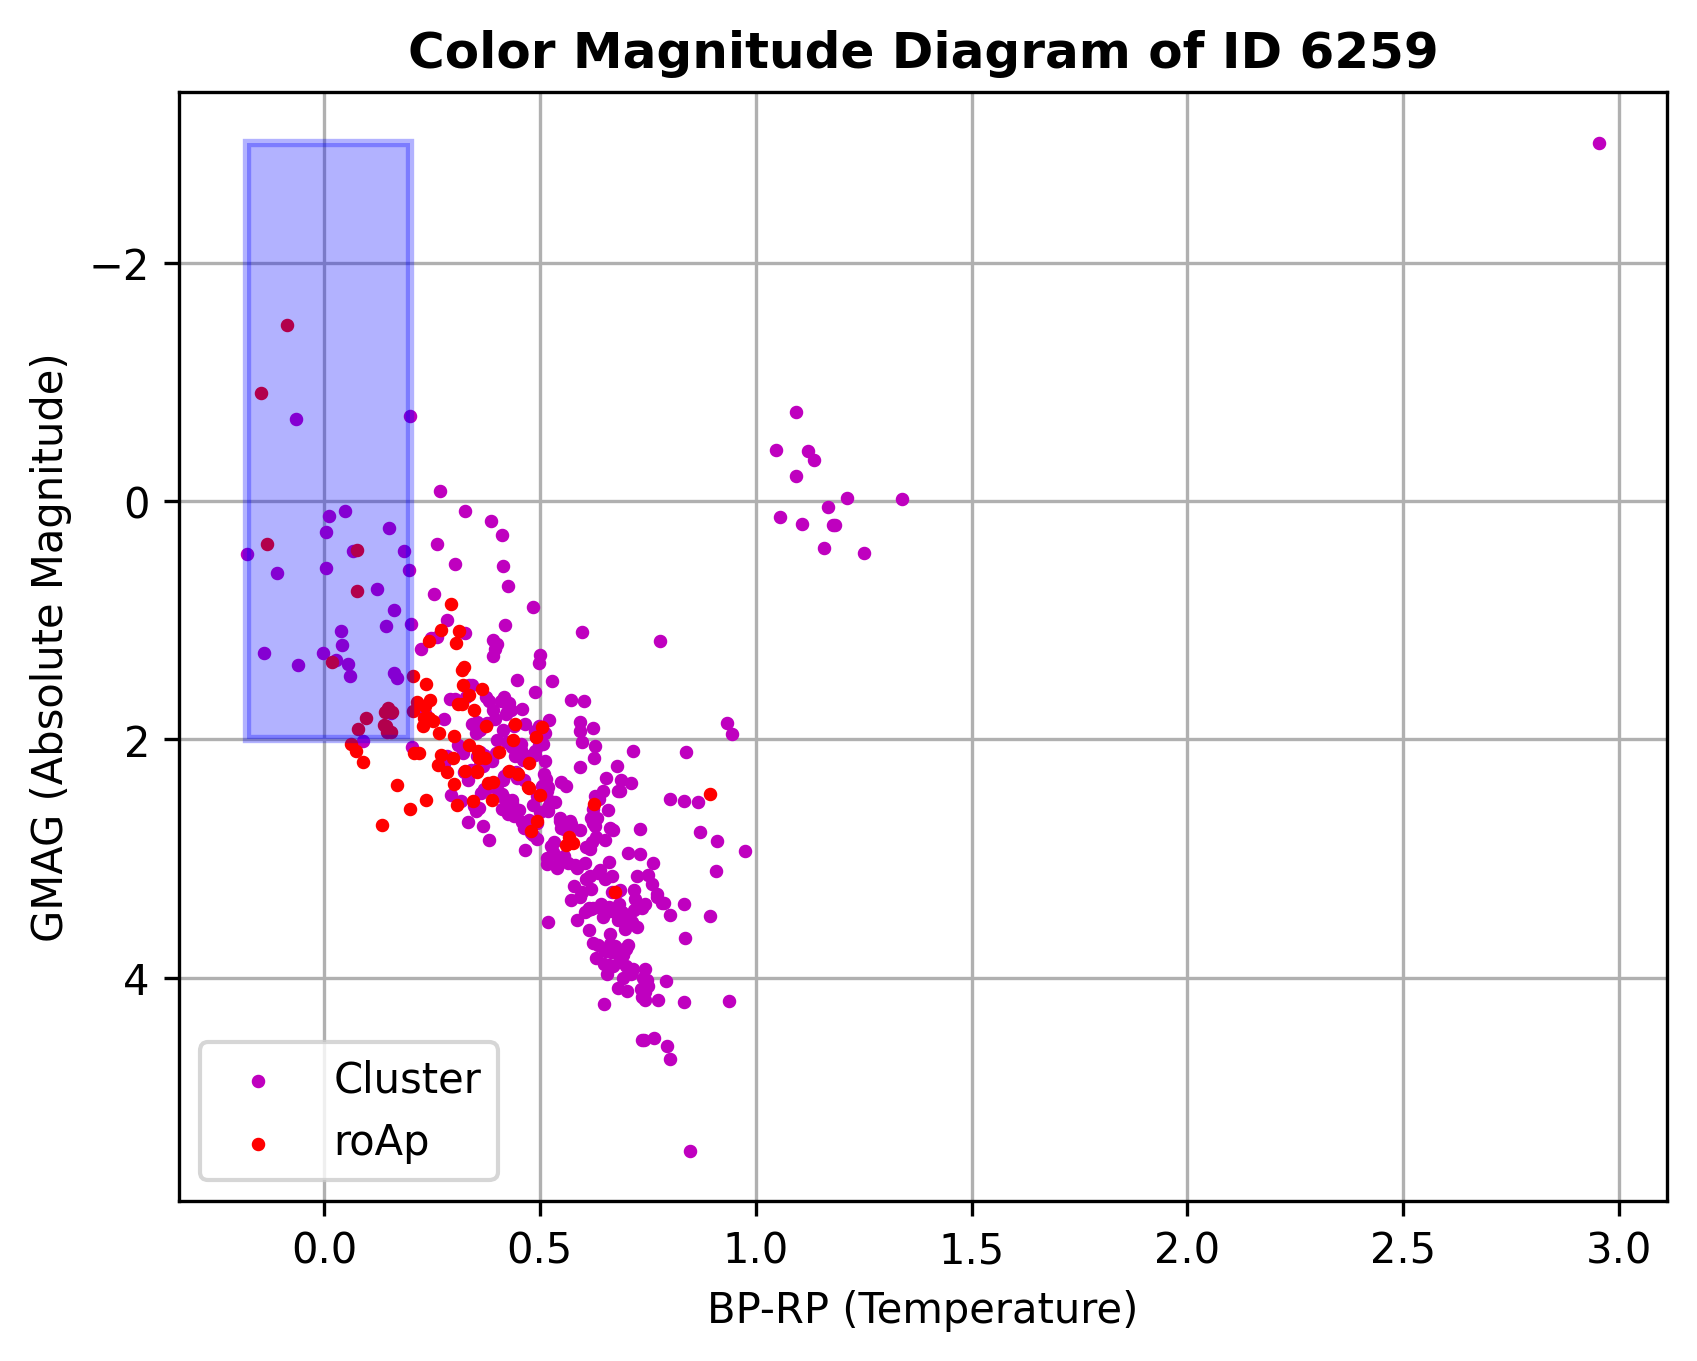 Color Magnitude Diagram of ID 6259
GMAG (Absolute Magnitude)
−2
0
2
4
Cluster
roAp
0.0 0.5 1.0 1.5 2.0 2.5 3.0
BP-RP (Temperature)